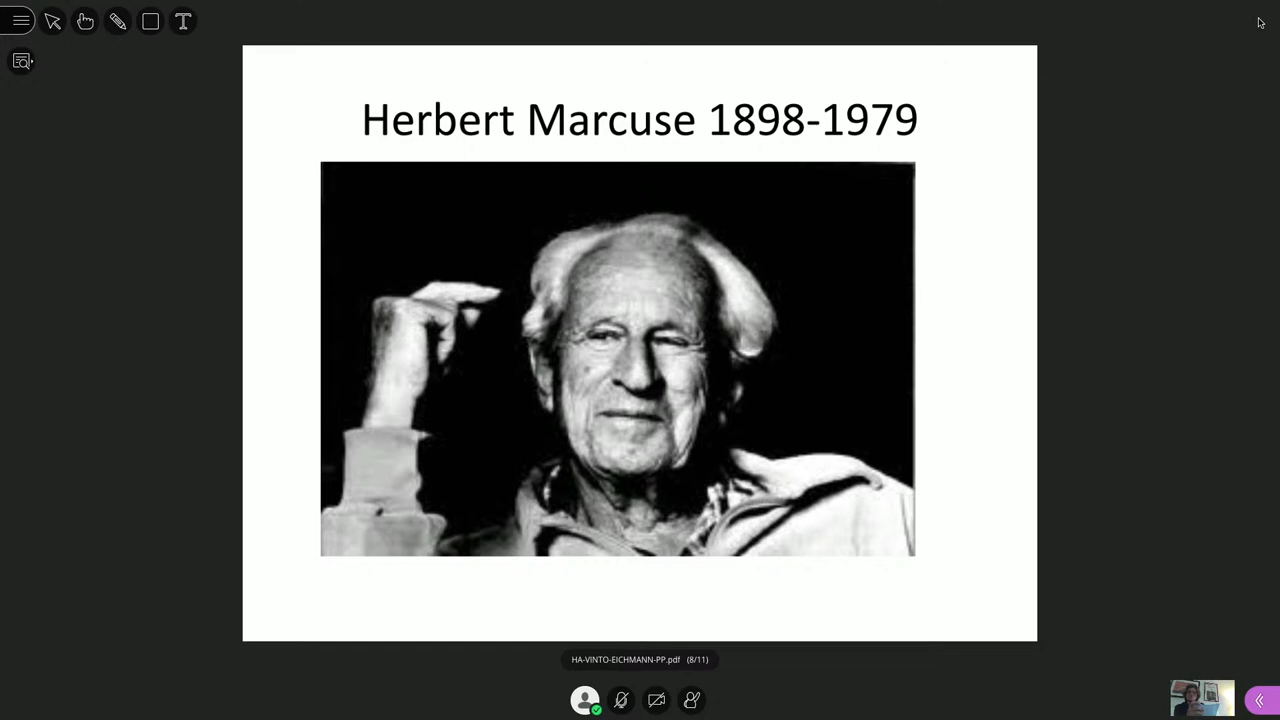 Herbert Marcuse 1898-1979
HA-VINTO-EICHMANN-PP.pdf (8/11)